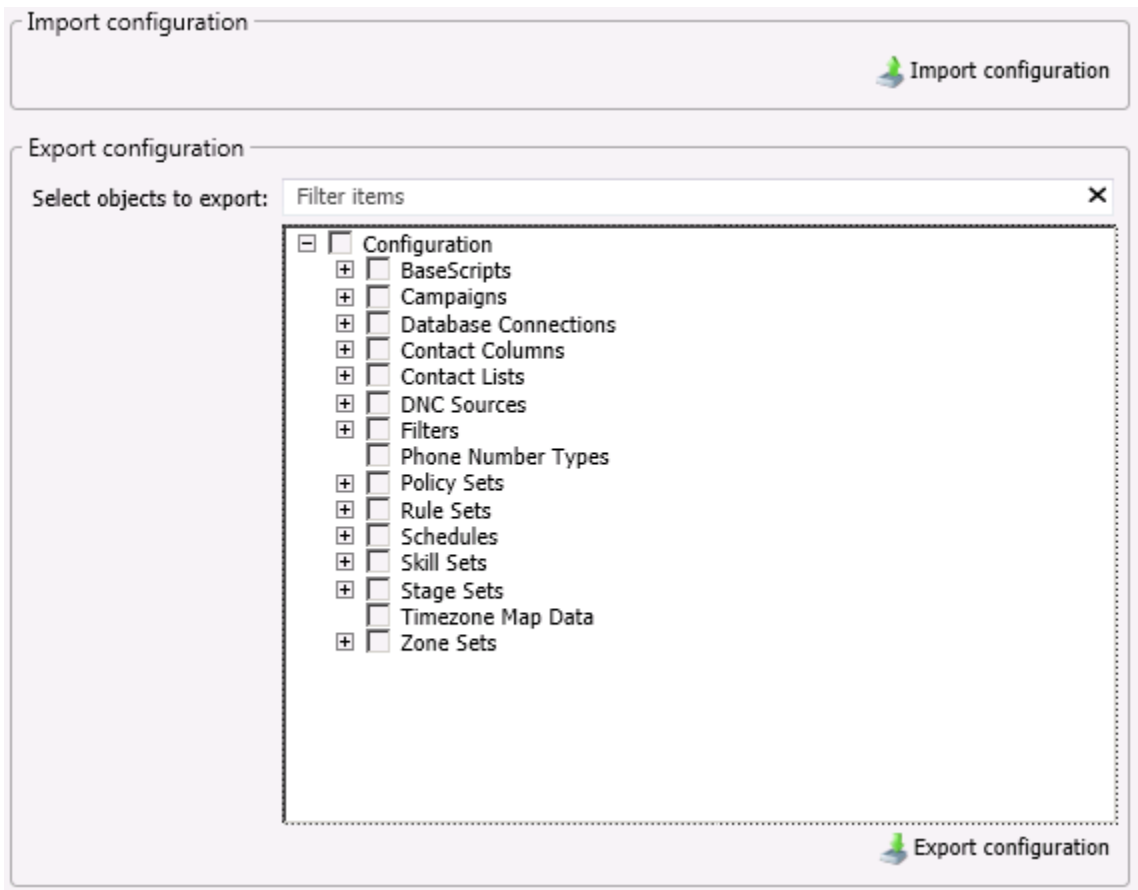 Import configuration
Import configuration
Export configuration
Select objects to export: Filter items
Configuration
BaseScripts
Campaigns
Database Connections
Contact Columns
Contact Lists
DNC Sources
Filters
Phone Number Types
Policy Sets
Rule Sets
Schedules
Skill Sets
Stage Sets
Timezone Map Data
Zone Sets
Export configuration